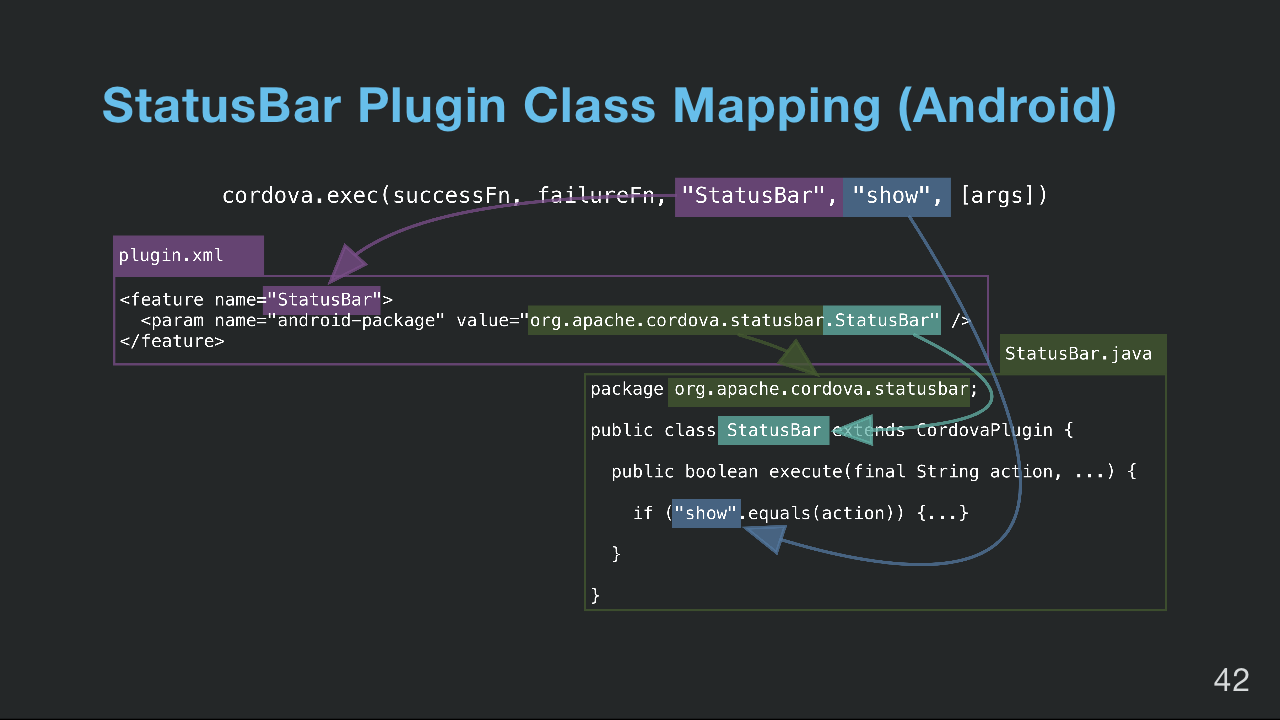 StatusBar Plugin Class Mapping (Android)
cordova.exec(successFn, failureFn, "StatusBar", "show", [args])
plugin.xml
<feature name="StatusBar">
  <param name="android-package" value="org.apache.cordova.statusbar.StatusBar" />
</feature>
StatusBar.java
package org.apache.cordova.statusbar;
public class StatusBar extends CordovaPlugin {
  public boolean execute(final String action, ...) {
    if ("show".equals(action)) {...}
  }
}
42